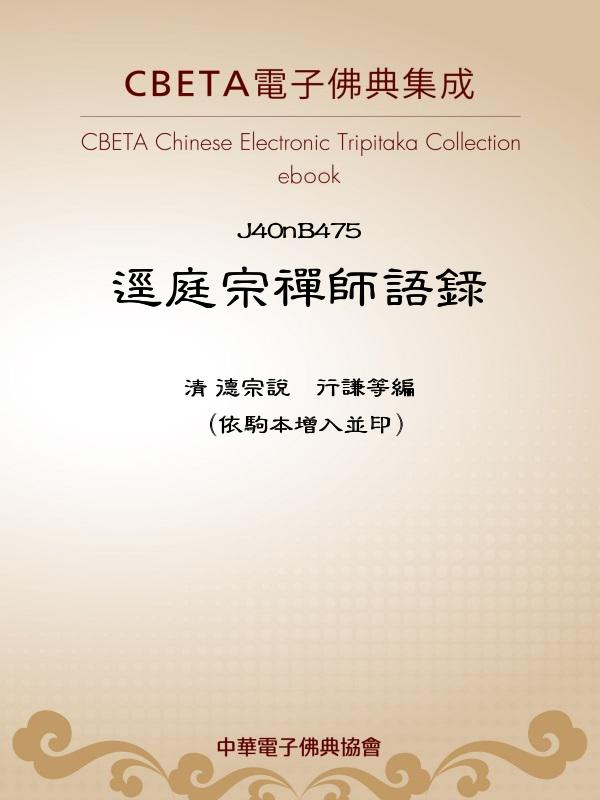 CBETA電子佛典集成
CBETA Chinese Electronic Tripitaka Collection
ebook
J40nB475
逕庭宗禪師語錄
清 德宗說　行謙等編
（依駒本增入並印）
中華電子佛典協會